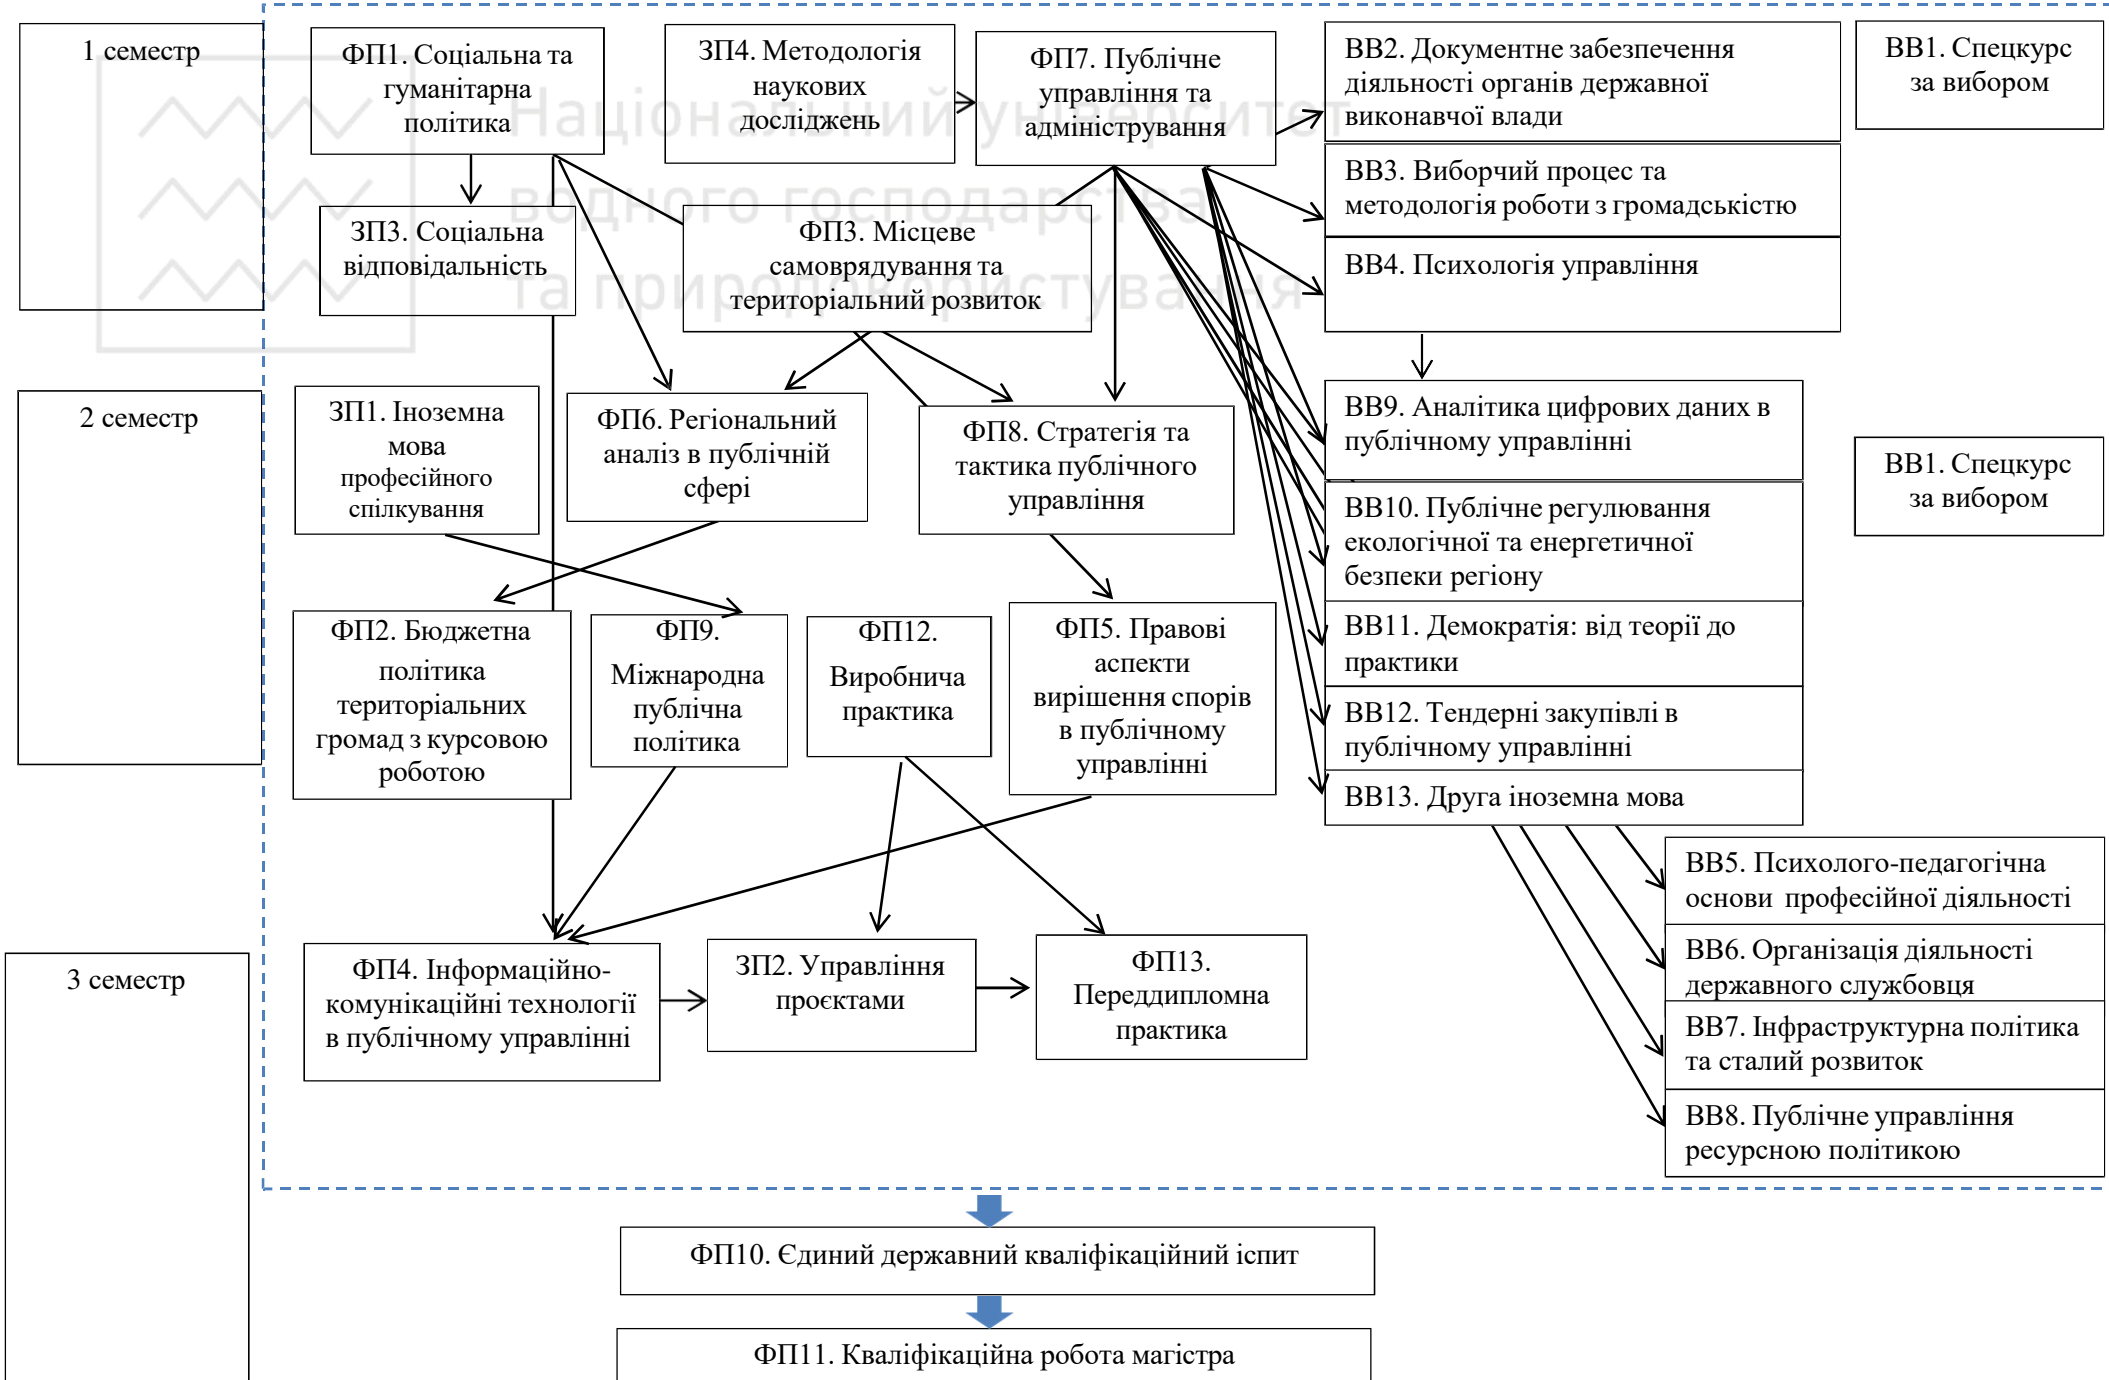 1 семестр
ФП1. Соціальна та
гуманітарна
політика
ЗП4. Методологія
наукових
досліджень
ФП7. Публічне
управління та
адміністрування
ВВ2. Документне забезпечення
діяльності органів державної
виконавчої влади
ВВ1. Спецкурс
за вибором
Національний університет
водного господарства
та природокористування
ВВ3. Виборчий процес та
методологія роботи з громадськістю
ЗП3. Соціальна
відповідальність
ФП3. Місцеве
самоврядування та
територіальний розвиток
ВВ4. Психологія управління
2 семестр
ЗП1. Іноземна
мова
професійного
спілкування
ФП6. Регіональний
аналіз в публічній
сфері
ФП8. Стратегія та
тактика публічного
управління
ВВ9. Аналітика цифрових даних в
публічному управлінні
ВВ1. Спецкурс
за вибором
ВВ10. Публічне регулювання
екологічної та енергетичної
безпеки регіону
ФП2. Бюджетна
політика
територіальних
громад з курсовою
роботою
ФП9.
Міжнародна
публічна
політика
ФП12.
Виробнича
практика
ФП5. Правові
аспекти
вирішення спорів
в публічному
управлінні
ВВ11. Демократія: від теорії до
практики
ВВ12. Тендерні закупівлі в
публічному управлінні
ВВ13. Друга іноземна мова
ВВ5. Психолого-педагогічна
основи професійної діяльності
ВВ6. Організація діяльності
державного службовця
ВВ7. Інфраструктурна політика
та сталий розвиток
ВВ8. Публічне управління
ресурсною політикою
3 семестр
ФП4. Інформаційно-
комунікаційні технології
в публічному управлінні
ЗП2. Управління
проєктами
ФП13.
Переддипломна
практика
ФП10. Єдиний державний кваліфікаційний іспит
ФП11. Кваліфікаційна робота магістра